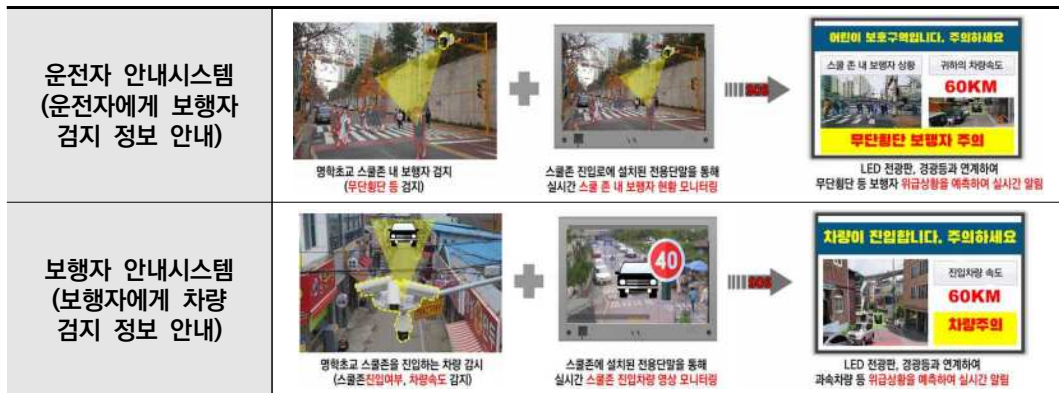 운전자 안내시스템
(운전자에게 보행자
검지 정보 안내)
명학초교 스쿨존 내 보행자 검지
(무단횡단 등 검지)
스쿨존 진입로에 설치된 전용단말을 통해
실시간 스쿨 존 내 보행자 현황 모니터링
SOS
어린이 보호구역입니다. 주의하세요
스쿨 존 내 보행자 상황
귀하의 차량속도
60KM
무단횡단 보행자 주의
LED 전광판, 경광등과 연계하여
무단횡단 등 보행자 위급상황을 예측하여 실시간 알림
보행자 안내시스템
(보행자에게 차량
검지 정보 안내)
명학초교 스쿨존을 진입하는 차량 감시
(스쿨존진입여부, 차량속도 감지)
40
스쿨존에 설치된 전용단말을 통해
실시간 스쿨존 진입차량 영상 모니터링
SOS
차량이 진입합니다. 주의하세요
진입차량 속도
60KM
차량주의
LED 전광판, 경광등과 연계하여
과속차량 등 위급상황을 예측하여 실시간 알림